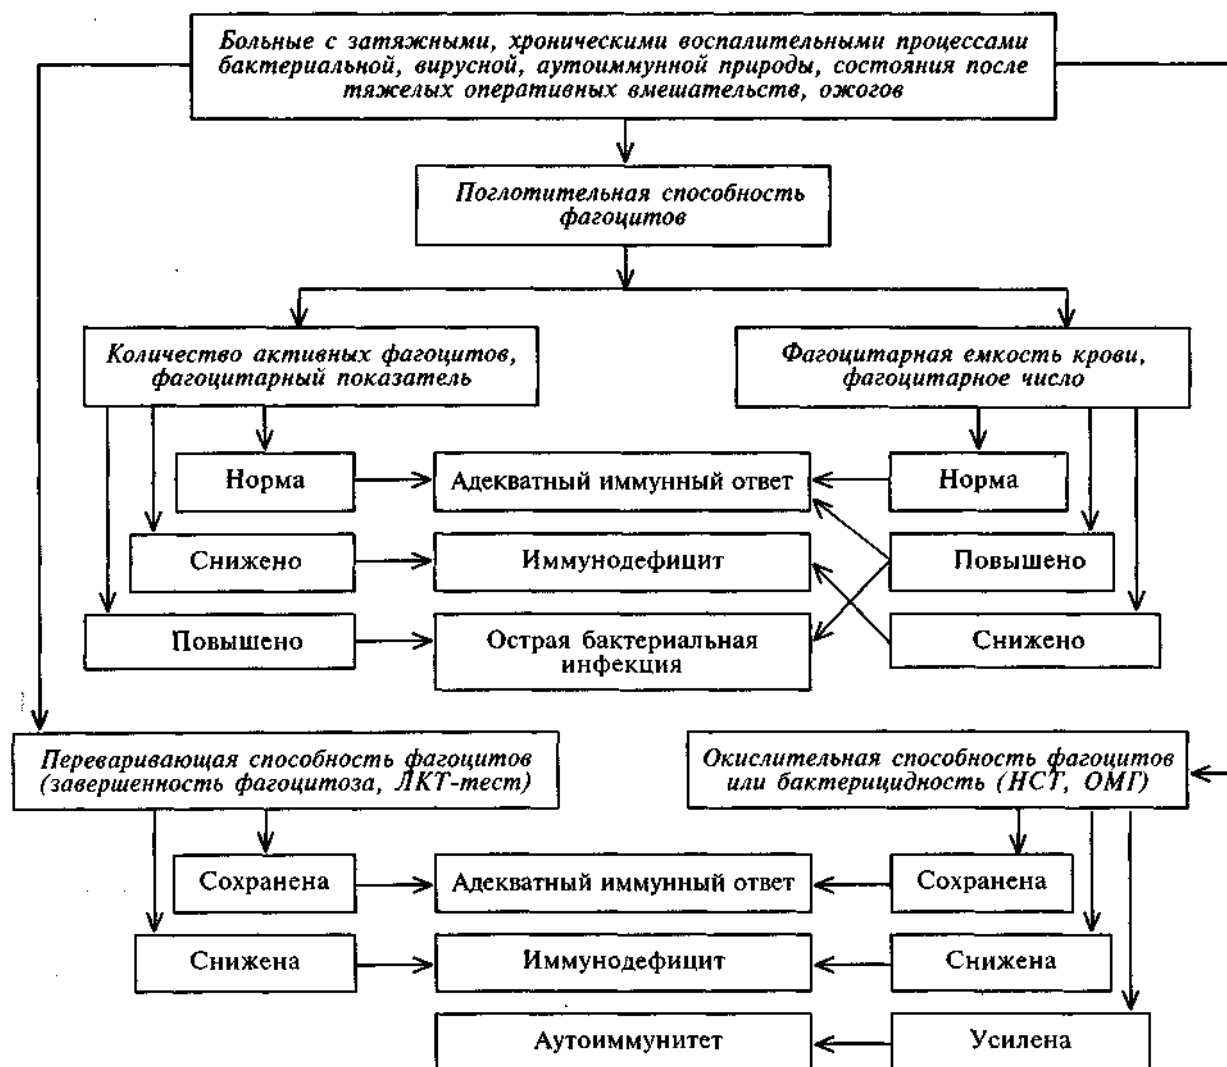 Больные с затяжными, хроническими воспалительными процессами
бактериальной, вирусной, аутоиммунной природы, состояния после
тяжелых оперативных вмешательств, ожогов
Поглотительная способность
фагоцитов
Количество активных фагоцитов,
фагоцитарный показатель
Фагоцитарная емкость крови,
фагоцитарное число
Норма
Адекватный иммунный ответ
Норма
Снижено
Иммунодефицит
Повышено
Повышено
Острая бактериальная
инфекция
Снижено
Переваривающая способность фагоцитов
(завершенность фагоцитоза, ЛКТ-тест)
Окислительная способность фагоцитов
или бактерицидность (НСТ, ОМГ)
Сохранена
Адекватный иммунный ответ
Сохранена
Снижена
Иммунодефицит
Снижена
Аутоиммунитет
Усилена